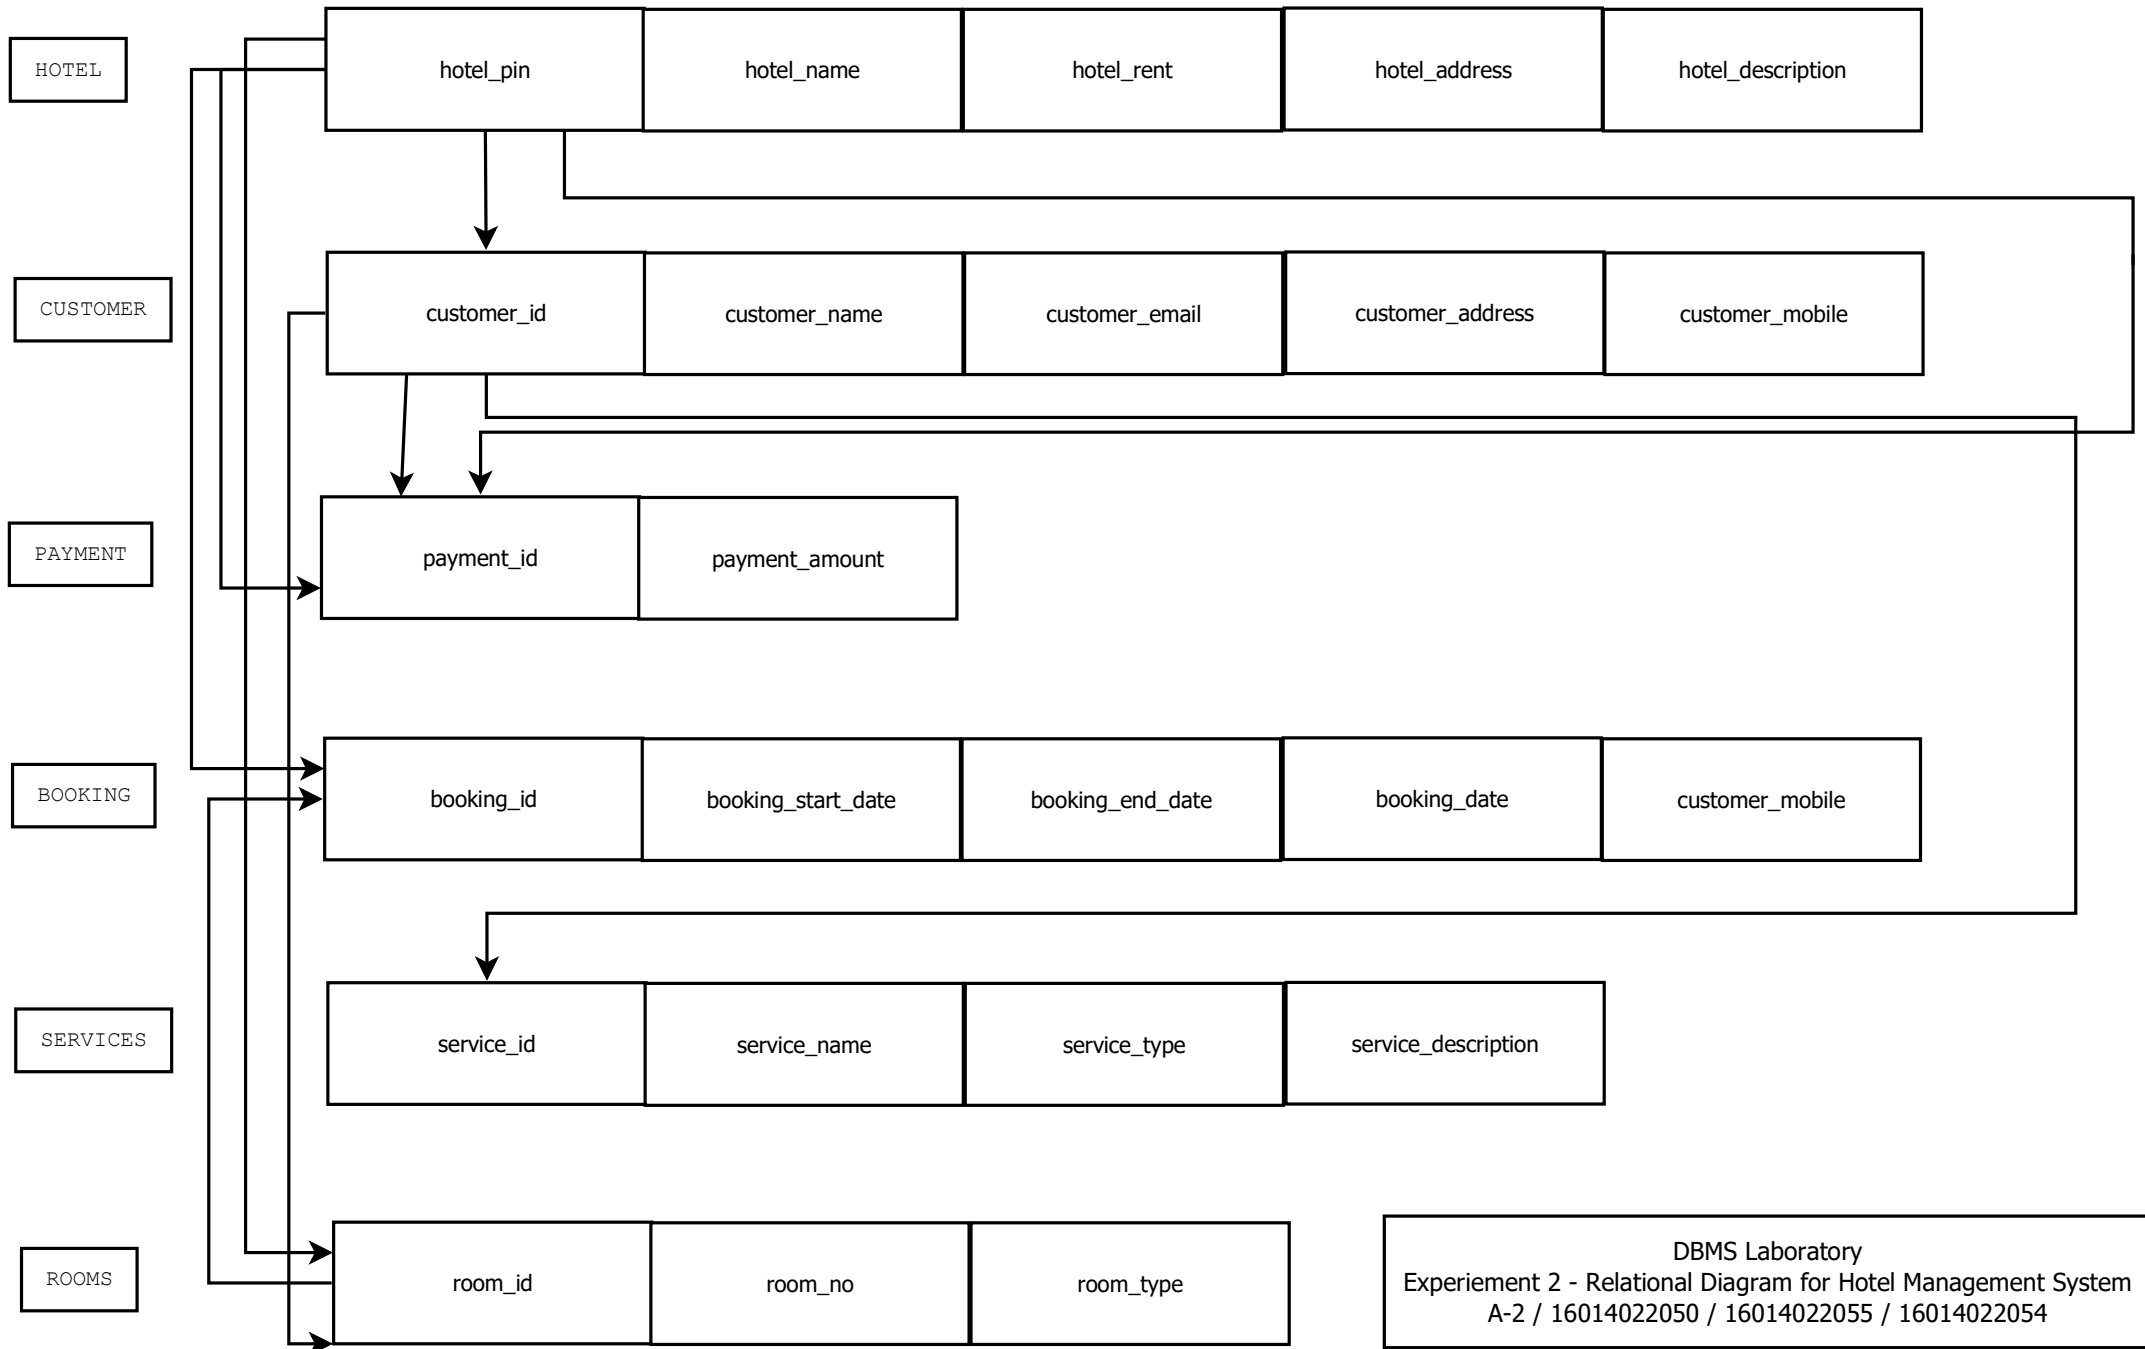 HOTEL
hotel_pin
hotel_name
hotel_rent
hotel_address
hotel_description
CUSTOMER
customer_id
customer_name
customer_email
customer_address
customer_mobile
PAYMENT
payment_id
payment_amount
BOOKING
booking_id
booking_start_date
booking_end_date
booking_date
customer_mobile
SERVICES
service_id
service_name
service_type
service_description
ROOMS
room_id
room_no
room_type
DBMS Laboratory
Experiement 2 - Relational Diagram for Hotel Management System
A-2 / 16014022050 / 16014022055 / 16014022054